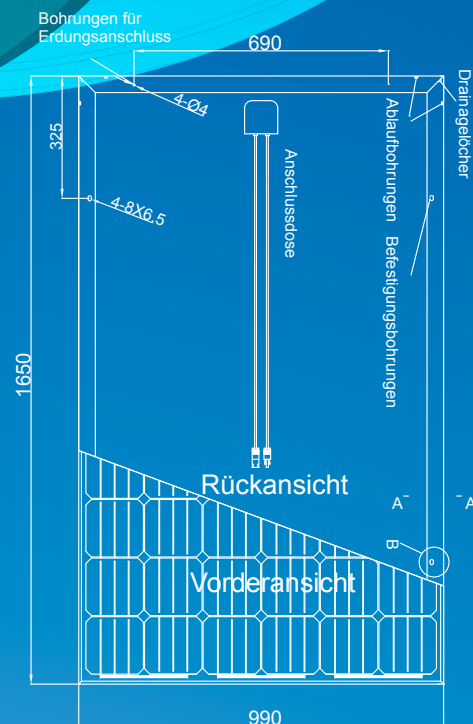 Bohrungen für
Erdungsanschluss
690
4-Ø4
Drainagelöcher
Ablaufbohrungen
325
Anschlussdose
4-8X6.5
Befestigungsbohrungen
1650
Rückansicht
A
A
B
Vorderansicht
990